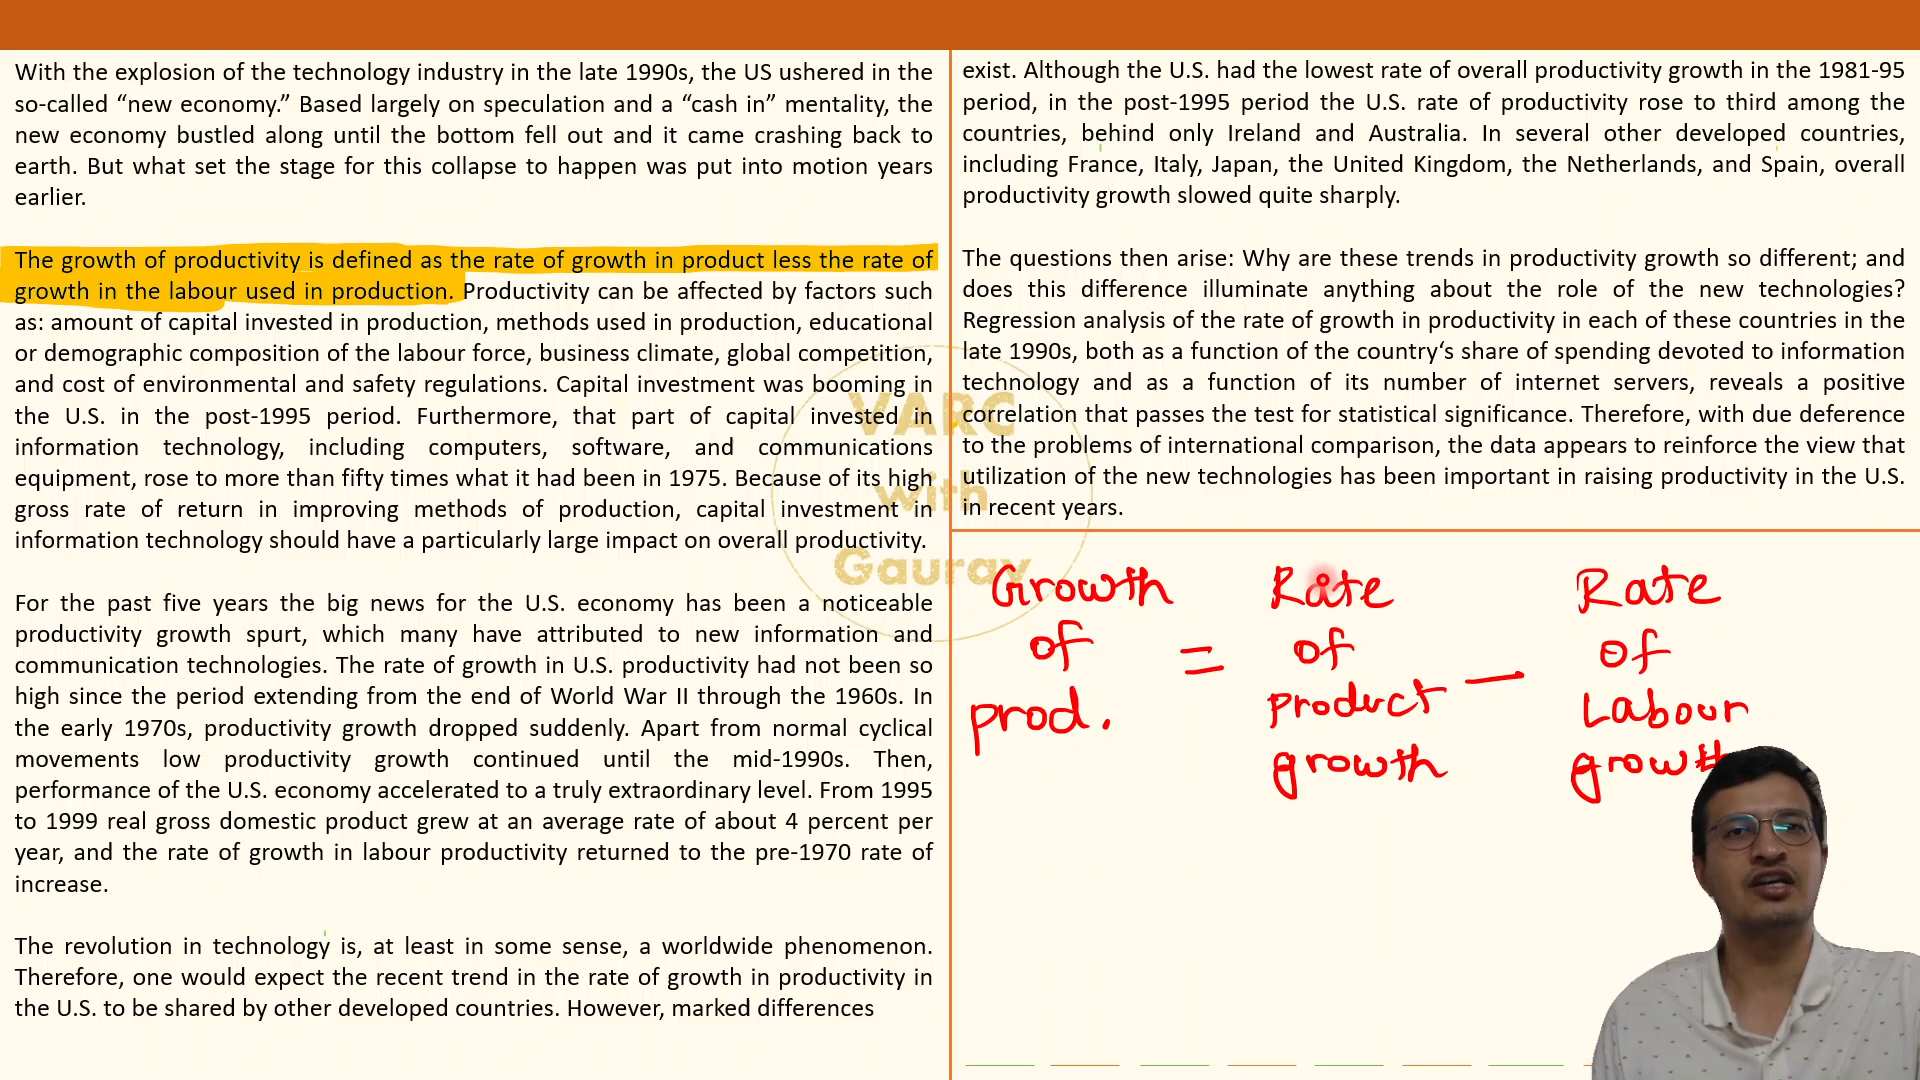 With the explosion of the technology industry in the late 1990s, the US ushered in the
so-called “new economy.” Based largely on speculation and a “cash in” mentality, the
new economy bustled along until the bottom fell out and it came crashing back to
earth. But what set the stage for this collapse to happen was put into motion years
earlier.
The growth of productivity is defined as the rate of growth in product less the rate of
growth in the labour used in production. Productivity can be affected by factors such
as: amount of capital invested in production, methods used in production, educational
or demographic composition of the labour force, business climate, global competition,
and cost of environmental and safety regulations. Capital investment was booming in
the U.S. in the post-1995 period. Furthermore, that part of capital invested in
information technology, including computers, software, and communications
equipment, rose to more than fifty times what it had been in 1975. Because of its high
gross rate of return in improving methods of production, capital investment in
information technology should have a particularly large impact on overall productivity.
For the past five years the big news for the U.S. economy has been a noticeable
productivity growth spurt, which many have attributed to new information and
communication technologies. The rate of growth in U.S. productivity had not been so
high since the period extending from the end of World War II through the 1960s. In
the early 1970s, productivity growth dropped suddenly. Apart from normal cyclical
movements low productivity growth continued until the mid-1990s. Then,
performance of the U.S. economy accelerated to a truly extraordinary level. From 1995
to 1999 real gross domestic product grew at an average rate of about 4 percent per
year, and the rate of growth in labour productivity returned to the pre-1970 rate of
increase.
The revolution in technology is, at least in some sense, a worldwide phenomenon.
Therefore, one would expect the recent trend in the rate of growth in productivity in
the U.S. to be shared by other developed countries. However, marked differences
exist. Although the U.S. had the lowest rate of overall productivity growth in the 1981-95
period, in the post-1995 period the U.S. rate of productivity rose to third among the
countries, behind only Ireland and Australia. In several other developed countries,
including France, Italy, Japan, the United Kingdom, the Netherlands, and Spain, overall
productivity growth slowed quite sharply.
The questions then arise: Why are these trends in productivity growth so different; and
does this difference illuminate anything about the role of the new technologies?
Regression analysis of the rate of growth in productivity in each of these countries in the
late 1990s, both as a function of the country‘s share of spending devoted to information
technology and as a function of its number of internet servers, reveals a positive
correlation that passes the test for statistical significance. Therefore, with due deference
to the problems of international comparison, the data appears to reinforce the view that
utilization of the new technologies has been important in raising productivity in the U.S.
in recent years.
VARC
with
Gaurav
Growth of prod. = Rate of product growth — Rate of Labour growth